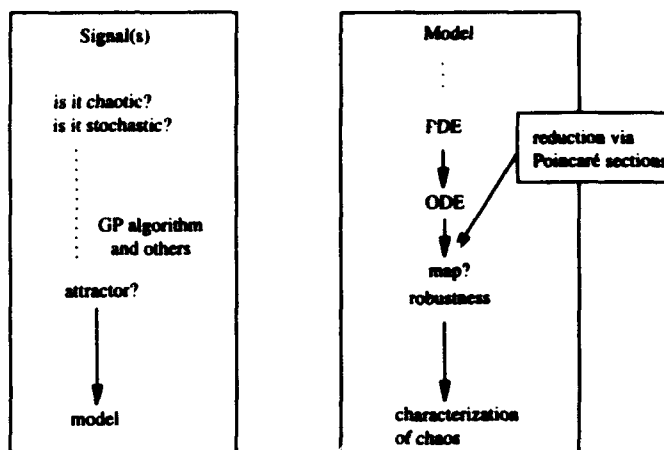 Signal(s)
is it chaotic?
is it stochastic?
GP algorithm
and others
attractor?
model
Model
PDE
ODE
map?
robustness
characterization
of chaos
reduction via
Poincaré sections